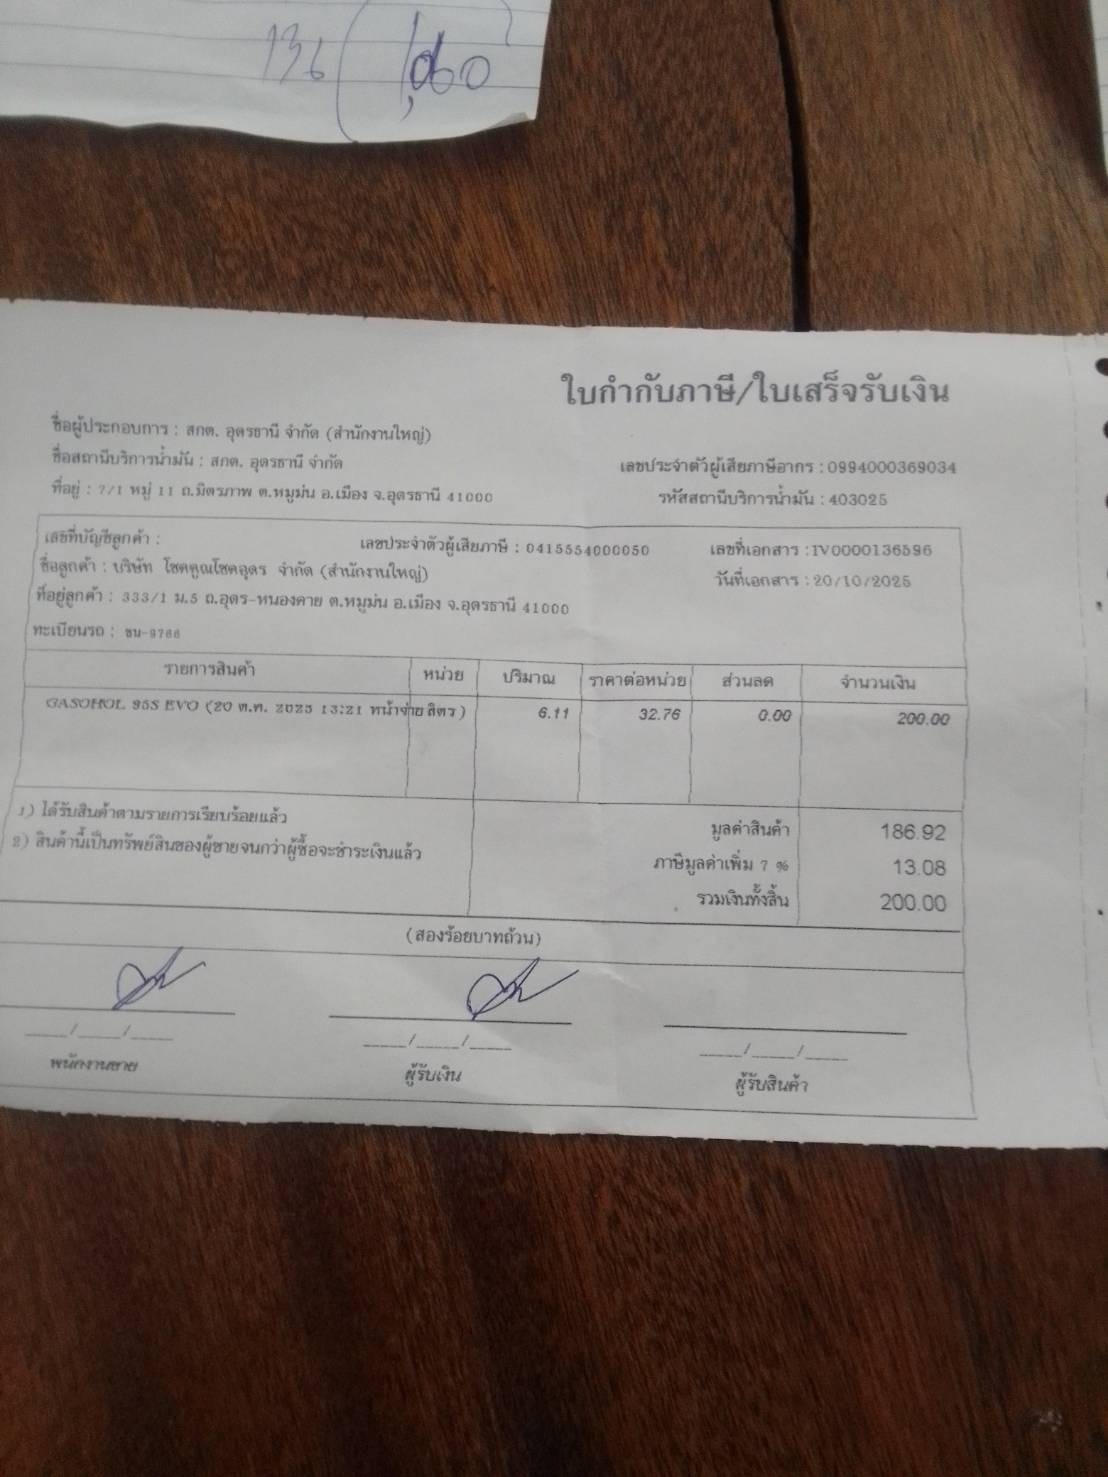 136
ใบกำกับภาษี/ใบเสร็จรับเงิน
ชื่อผู้ประกอบการ : สกต. อุดรธานี จำกัด (สำนักงานใหญ่)
ชื่อสถานีบริการน้ำมัน : สกต. อุดรธานี จำกัด
เลขประจำตัวผู้เสียภาษีอากร : 0994000369034
ที่อยู่ : 7/1 หมู่ 11 ถ.มิตรภาพ ต.หมูม่น อ.เมือง จ.อุดรธานี 41000
รหัสสถานีบริการน้ำมัน : 403025
เลขที่บัญชีลูกค้า : เลขประจำตัวผู้เสียภาษี : 0415554000050 เลขที่เอกสาร : IV0000136596
ชื่อลูกค้า : บริษัท โชคคูณโชคอุดร จำกัด (สำนักงานใหญ่) วันที่เอกสาร : 20/10/2025
ที่อยู่ลูกค้า : 333/1 ม.5 ถ.อุดร-หนองคาย ต.หมูม่น อ.เมือง จ.อุดรธานี 41000
ทะเบียนรถ : ขน-9766
รายการสินค้า หน่วย ปริมาณ ราคาต่อหน่วย ส่วนลด จำนวนเงิน
GASOHOL 95S EVO (20 ต.ค. 2025 13:21 หน้าจ่าย ลิตร ) 6.11 32.76 0.00 200.00
1) ได้รับสินค้าตามรายการเรียบร้อยแล้ว
มูลค่าสินค้า 186.92
2) สินค้านี้เป็นทรัพย์สินของผู้ขายจนกว่าผู้ซื้อจะชำระเงินแล้ว
ภาษีมูลค่าเพิ่ม 7 % 13.08
รวมเงินทั้งสิ้น 200.00
(สองร้อยบาทถ้วน)
____/____/____ ____/____/____ ____/____/____
พนักงานขาย ผู้รับเงิน ผู้รับสินค้า